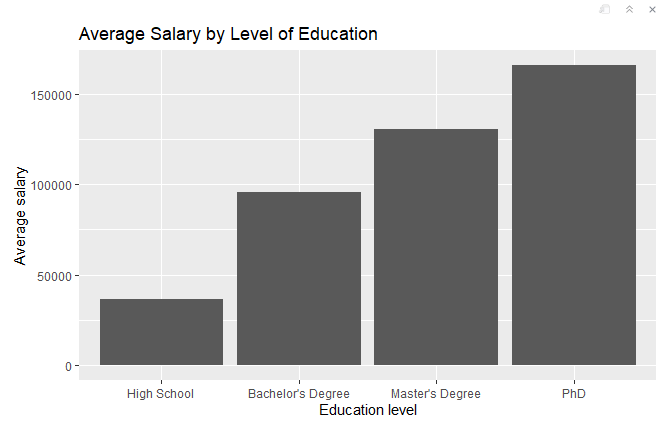 Average Salary by Level of Education
150000
100000
50000
0
Average salary
High School Bachelor's Degree Master's Degree PhD
Education level